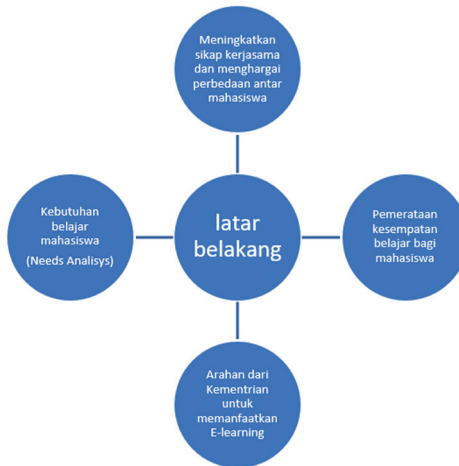 Meningkatkan
sikap kerjasama
dan menghargai
perbedaan antar
mahasiswa
Kebutuhan
belajar
mahasiswa
(Needs Analisys)
latar
belakang
Pemerataan
kesempatan
belajar bagi
mahasiswa
Arahan dari
Kementrian
untuk
memanfaatkan
E-learning